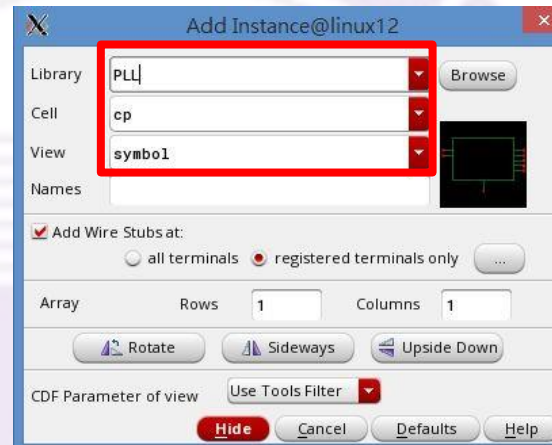 Add Instance@linux12
Library PLL Browse
Cell cp
View symbol
Names
Add Wire Stubs at:
all terminals registered terminals only ...
Array Rows 1 Columns 1
Rotate Sideways Upside Down
CDF Parameter of view Use Tools Filter
Hide Cancel Defaults Help